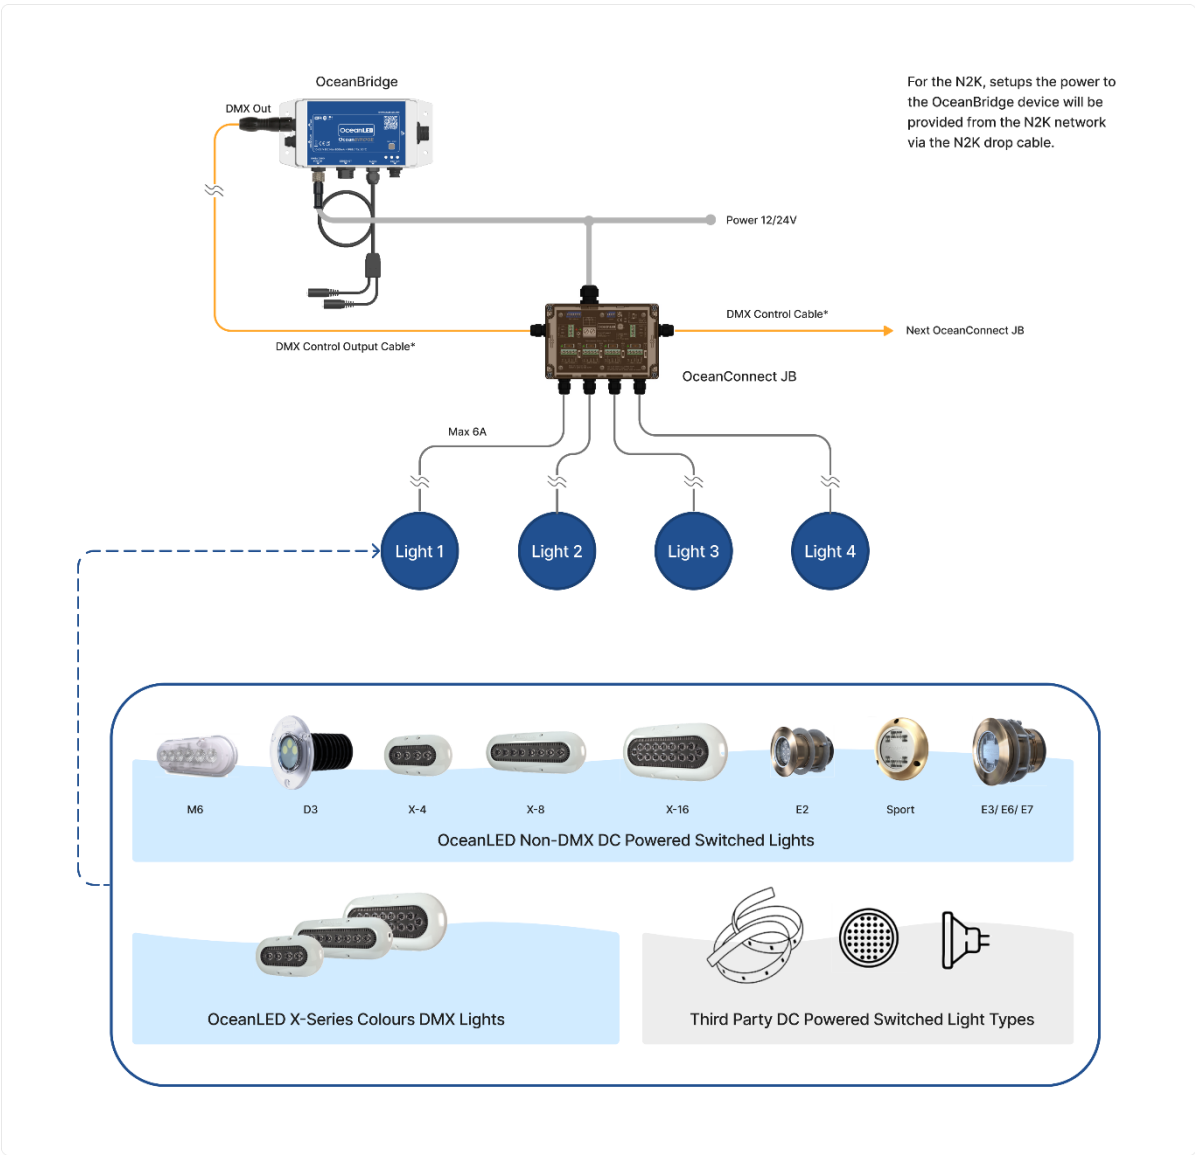 OceanBridge
For the N2K, setups the power to
the OceanBridge device will be
provided from the N2K network
via the N2K drop cable.
DMX Out
OceanLED
Power 12/24V
DMX Control Cable*
Next OceanConnect JB
DMX Control Output Cable*
OceanConnect JB
Max 6A
Light 1
Light 2
Light 3
Light 4
M6
D3
X-4
X-8
X-16
E2
Sport
E3/ E6/ E7
OceanLED Non-DMX DC Powered Switched Lights
OceanLED X-Series Colours DMX Lights
Third Party DC Powered Switched Light Types